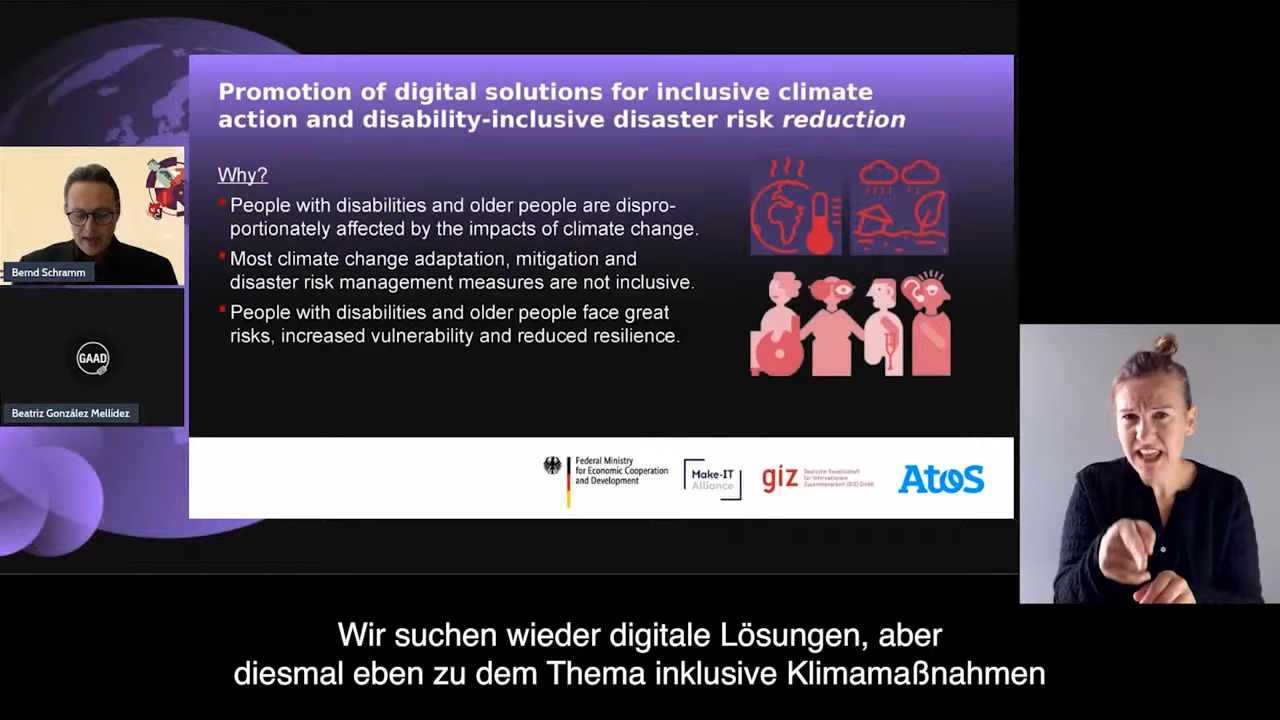 Promotion of digital solutions for inclusive climate
action and disability-inclusive disaster risk reduction
Why?
People with disabilities and older people are dispro-
portionately affected by the impacts of climate change.
Most climate change adaptation, mitigation and
disaster risk management measures are not inclusive.
People with disabilities and older people face great
risks, increased vulnerability and reduced resilience.
Bernd Schramm
GAAD
Beatriz González Mellídez
Federal Ministry
for Economic Cooperation
and Development
Make-IT
Alliance
giz
Deutsche Gesellschaft
für Internationale
Zusammenarbeit (GIZ) GmbH
Atos
Wir suchen wieder digitale Lösungen, aber
diesmal eben zu dem Thema inklusive Klimamaßnahmen